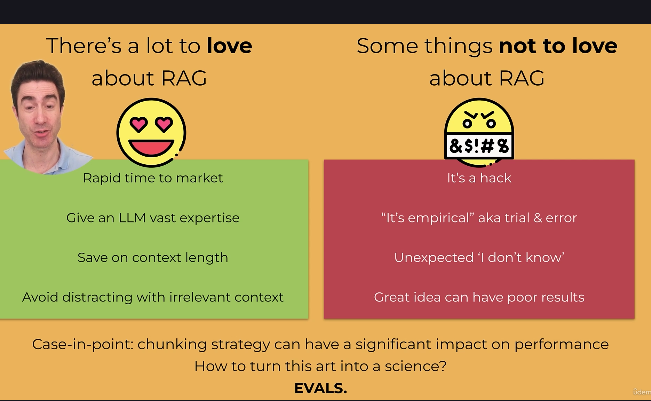 There's a lot to love
about RAG
Rapid time to market
Give an LLM vast expertise
Save on context length
Avoid distracting with irrelevant context
Some things not to love
about RAG
&$!#%
It's a hack
"It's empirical" aka trial & error
Unexpected 'I don't know'
Great idea can have poor results
Case-in-point: chunking strategy can have a significant impact on performance
How to turn this art into a science?
EVALS.